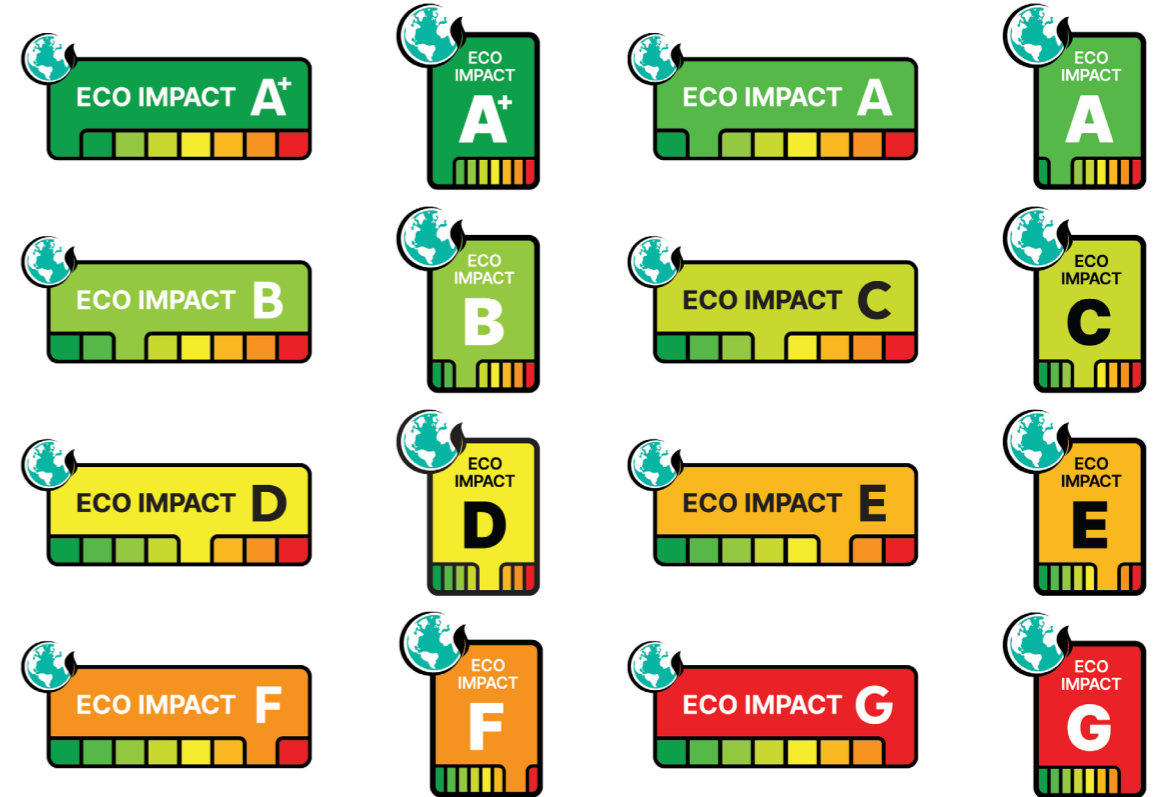 ECO IMPACT A+
ECO
IMPACT
A+
ECO IMPACT A
ECO
IMPACT
A
ECO IMPACT B
ECO
IMPACT
B
ECO IMPACT C
ECO
IMPACT
C
ECO IMPACT D
ECO
IMPACT
D
ECO IMPACT E
ECO
IMPACT
E
ECO IMPACT F
ECO
IMPACT
F
ECO IMPACT G
ECO
IMPACT
G